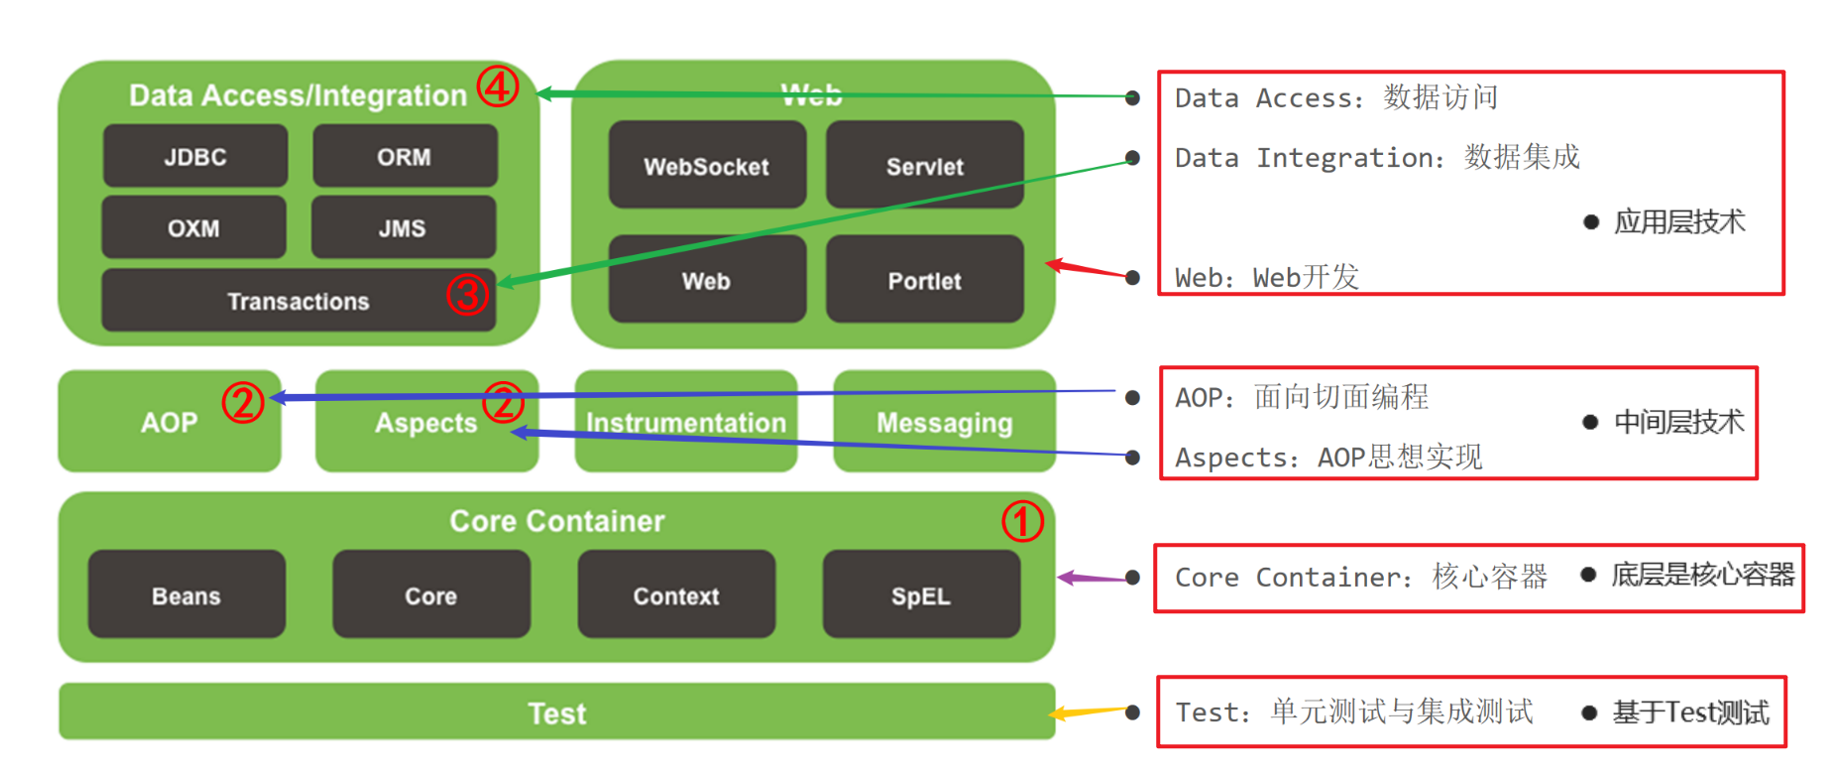 Data Access/Integration ④
JDBC
ORM
OXM
JMS
Transactions ③
Web
WebSocket
Servlet
Web
Portlet
● Data Access: 数据访问
● Data Integration: 数据集成
● 应用层技术
● Web: Web开发
AOP ②
Aspects ②
Instrumentation
Messaging
● AOP: 面向切面编程
● 中间层技术
● Aspects: AOP思想实现
Core Container ①
Beans
Core
Context
SpEL
● Core Container: 核心容器
● 底层是核心容器
Test
● Test: 单元测试与集成测试
● 基于Test测试